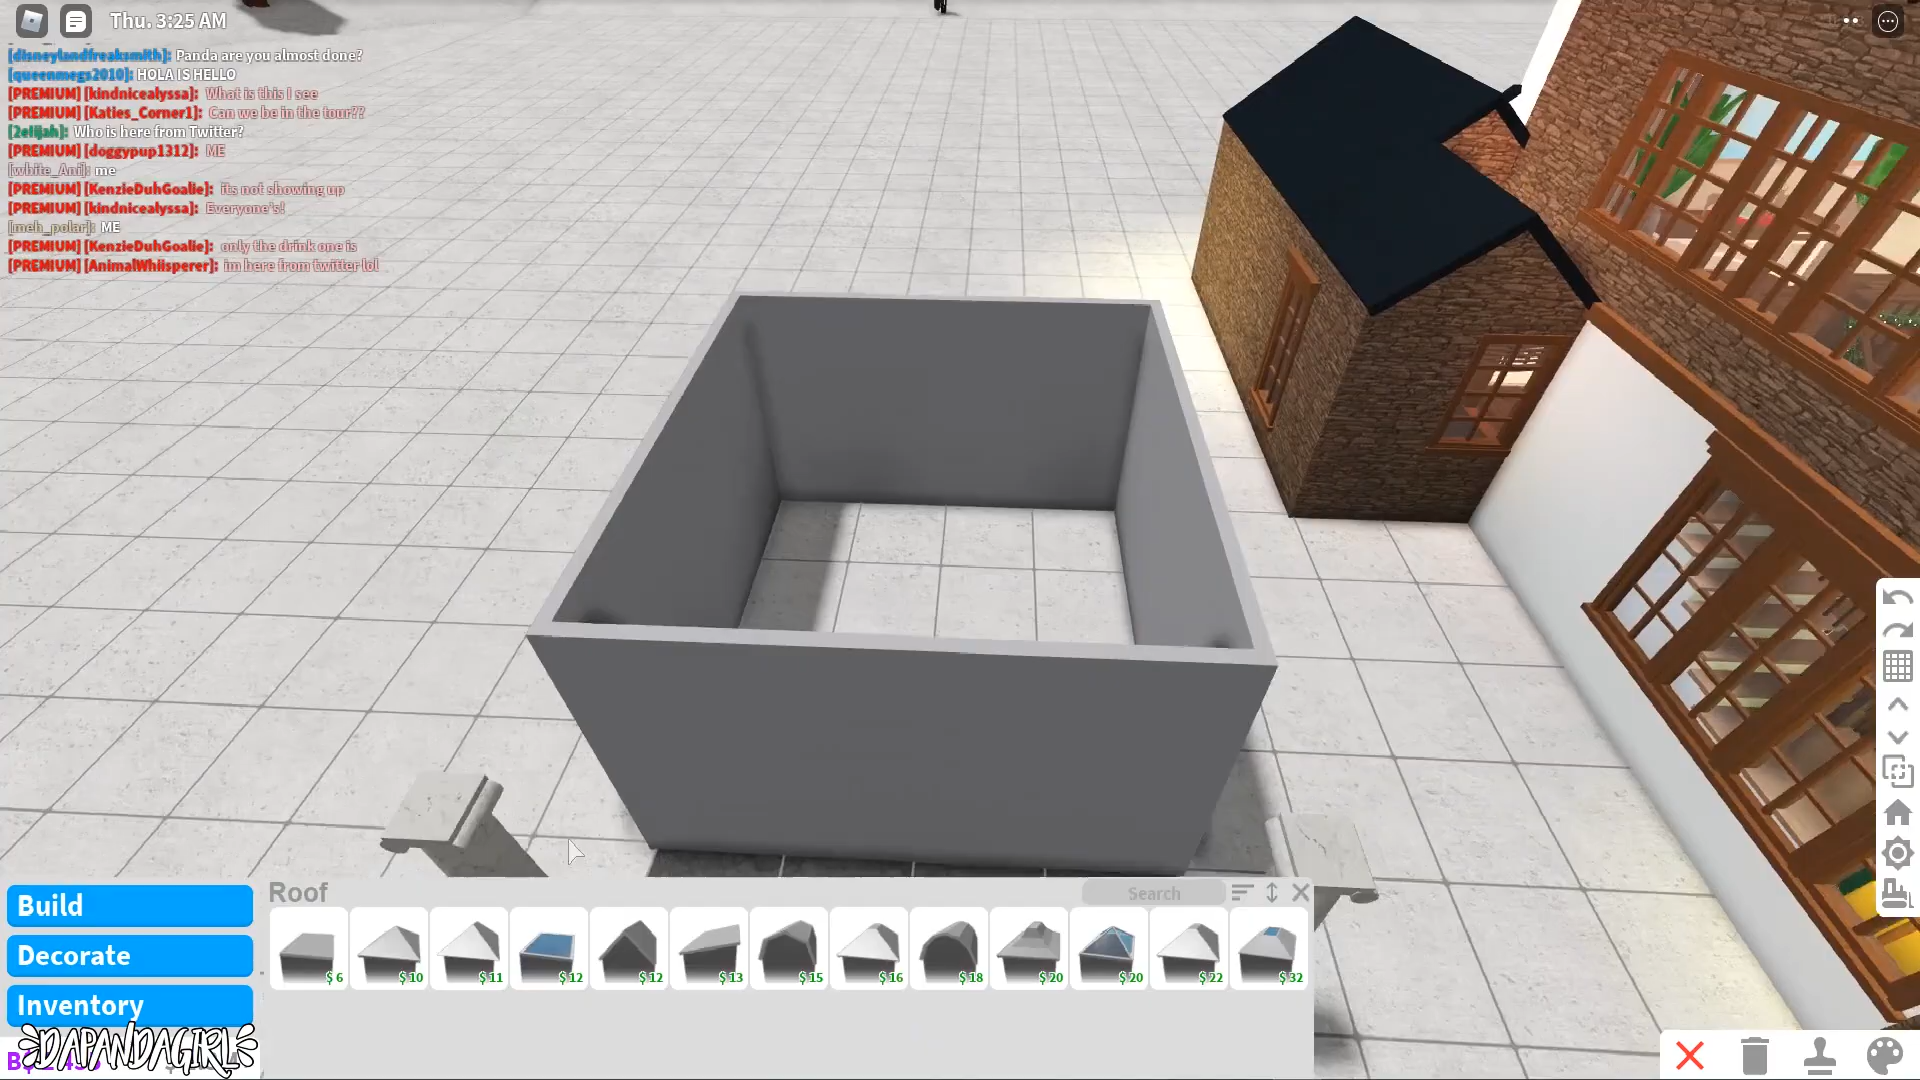 Thu. 3:25 AM
[disneylandfreaksmith]: Panda are you almost done?
[queenmegs2010]: HOLA IS HELLO
[PREMIUM] [kindnicealyssa]: What is this I see
[PREMIUM] [Katies_Corner1]: Can we be in the tour??
[2elijah]: Who is here from Twitter?
[PREMIUM] [doggypup1312]: ME
[white_Ani]: me
[PREMIUM] [KenzieDuhGoalie]: its not showing up
[PREMIUM] [kindnicealyssa]: Everyone's!
[meh_polar]: ME
[PREMIUM] [KenzieDuhGoalie]: only the drink one is
[PREMIUM] [AnimalWhiisperer]: im here from twitter lol
Build
Decorate
Inventory
DAPANDAGIRL
Roof
Search
$6 $10 $11 $12 $12 $13 $15 $16 $18 $20 $20 $22 $32